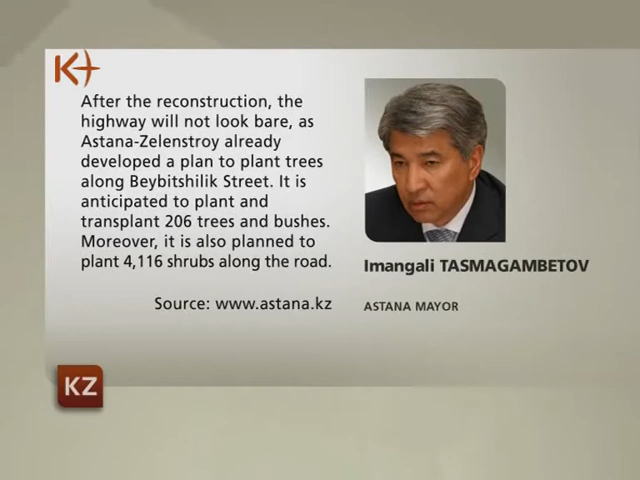 K+
After the reconstruction, the
highway will not look bare, as
Astana-Zelenstroy already
developed a plan to plant trees
along Beybitshilik Street. It is
anticipated to plant and
transplant 206 trees and bushes.
Moreover, it is also planned to
plant 4,116 shrubs along the road.
Source: www.astana.kz
Imangali TASMAGAMBETOV
ASTANA MAYOR
KZ